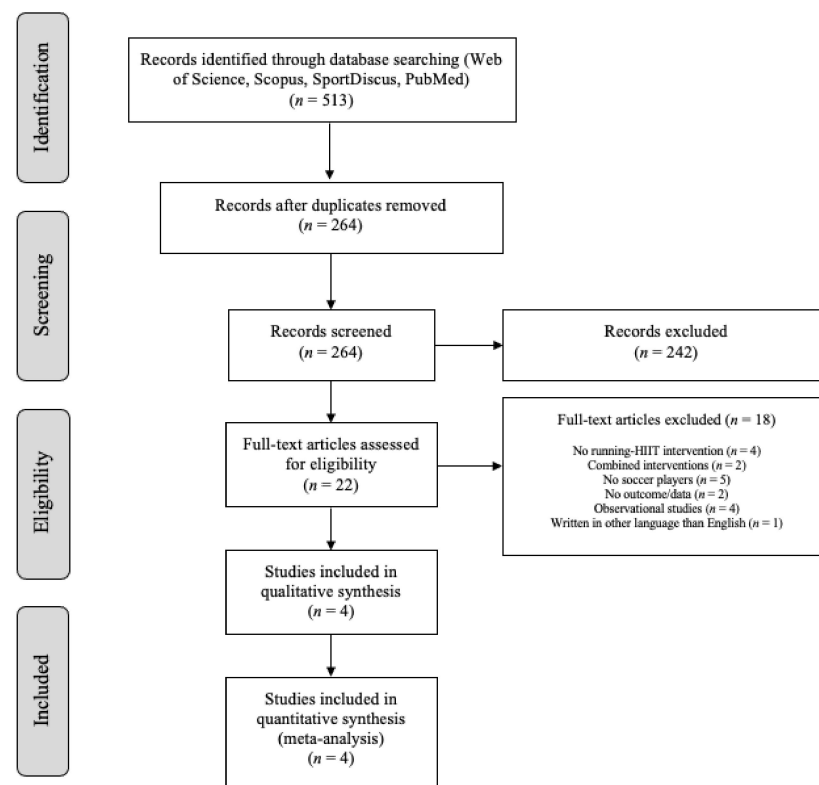 Identification
Records identified through database searching (Web
of Science, Scopus, SportDiscus, PubMed)
(n = 513)
Records after duplicates removed
(n = 264)
Screening
Records screened
(n = 264)
Records excluded
(n = 242)
Eligibility
Full-text articles assessed
for eligibility
(n = 22)
Full-text articles excluded (n = 18)
No running-HIIT intervention (n = 4)
Combined interventions (n = 2)
No soccer players (n = 5)
No outcome/data (n = 2)
Observational studies (n = 4)
Written in other language than English (n = 1)
Studies included in
qualitative synthesis
(n = 4)
Included
Studies included in
quantitative synthesis
(meta-analysis)
(n = 4)